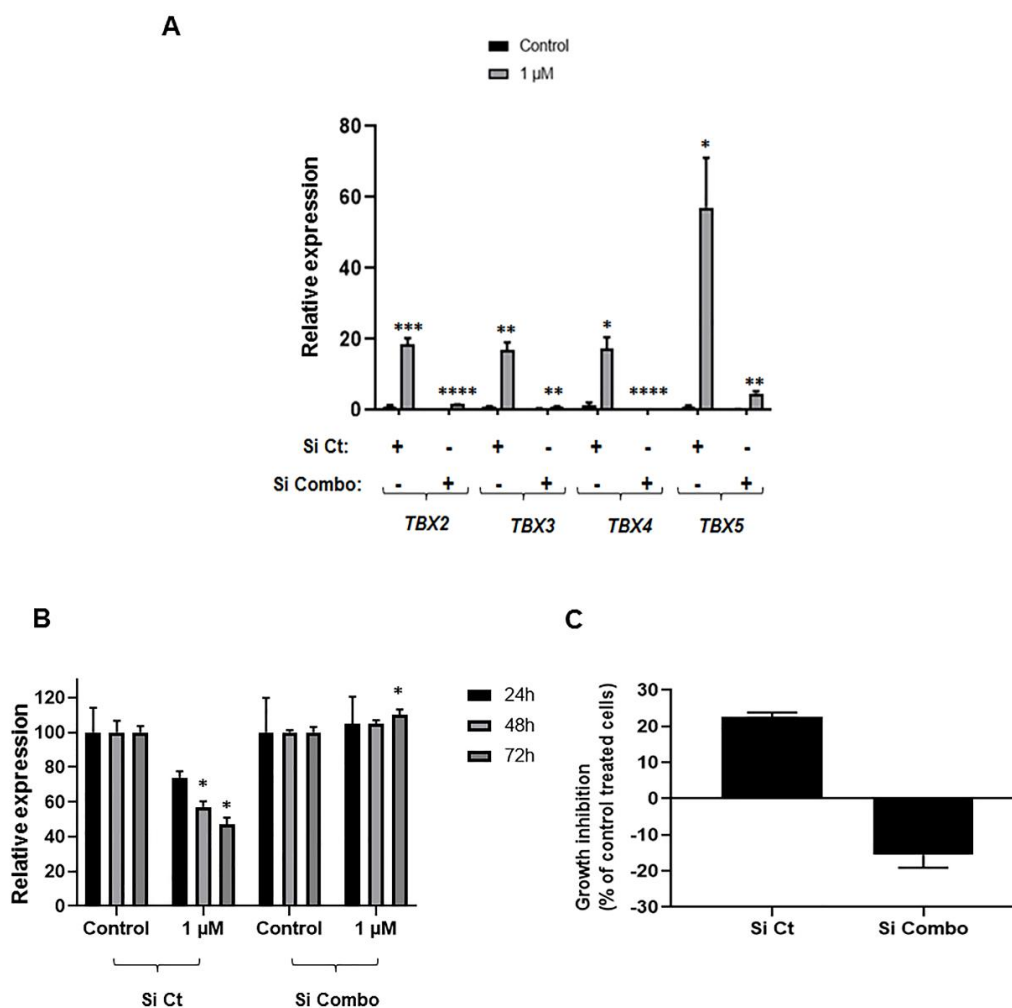 A
Control
1 µM
Relative expression
80
60
40
20
0
*** **** ** ** * **** * **
Si Ct: + - + - + - + -
Si Combo: - + - + - + - +
TBX2 TBX3 TBX4 TBX5
B
Relative expression
120
100
80
60
40
20
0
* * *
24h
48h
72h
Control 1 µM Control 1 µM
Si Ct Si Combo
C
Growth inhibition
(% of control treated cells)
30
20
10
0
-10
-20
-30
Si Ct Si Combo